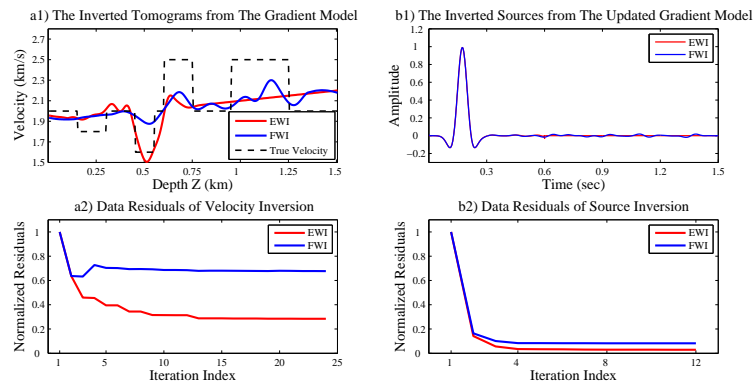 a1) The Inverted Tomograms from The Gradient Model
2.7
2.5
2.3
2.1
1.9
1.7
1.5
Velocity (km/s)
EWI
FWI
True Velocity
0.25
0.5
0.75
1.0
1.25
1.5
Depth Z (km)
b1) The Inverted Sources from The Updated Gradient Model
1.2
1
0.8
0.6
0.4
0.2
0
−0.2
Amplitude
EWI
FWI
0.3
0.6
0.9
1.2
1.5
Time (sec)
a2) Data Residuals of Velocity Inversion
1
0.8
0.6
0.4
0.2
0
Normalized Residuals
EWI
FWI
1
5
10
15
20
25
Iteration Index
b2) Data Residuals of Source Inversion
1
0.8
0.6
0.4
0.2
0
Normalized Residuals
EWI
FWI
1
4
8
12
Iteration Index